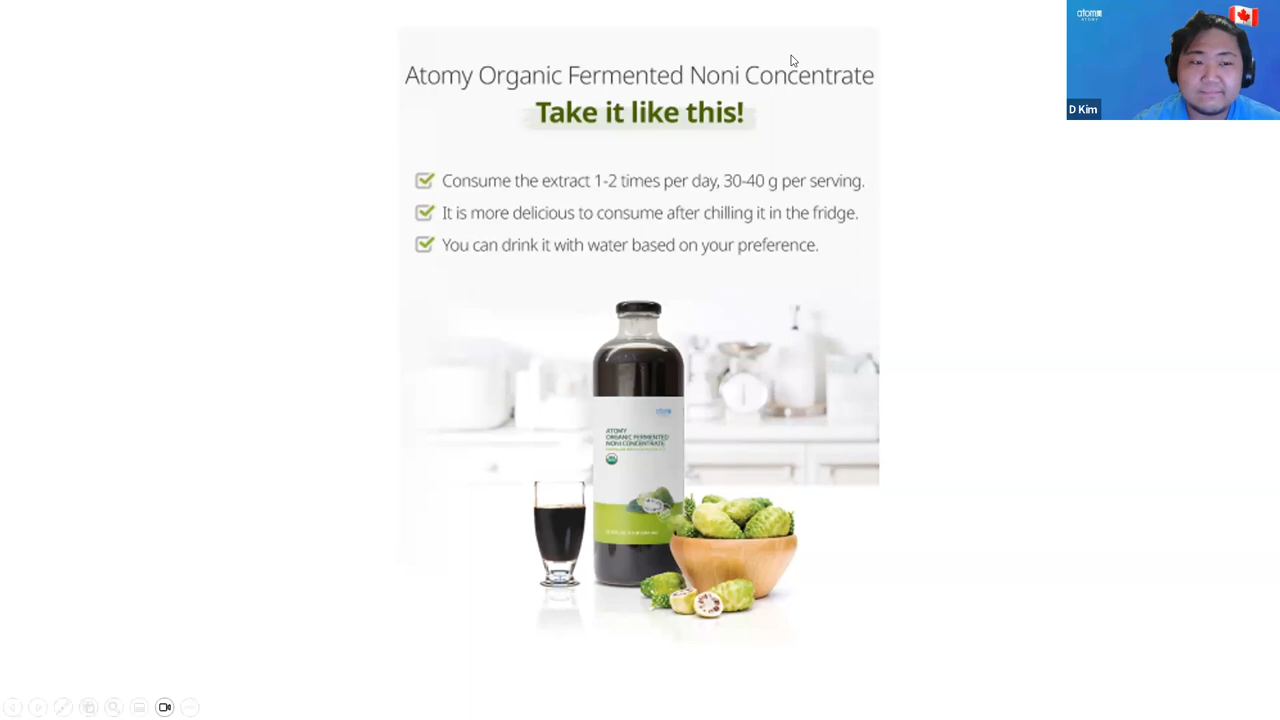 atomy
D Kim
Atomy Organic Fermented Noni Concentrate
Take it like this!
Consume the extract 1-2 times per day, 30-40 g per serving.
It is more delicious to consume after chilling it in the fridge.
You can drink it with water based on your preference.
atomy
ATOMY
ORGANIC FERMENTED
NONI CONCENTRATE